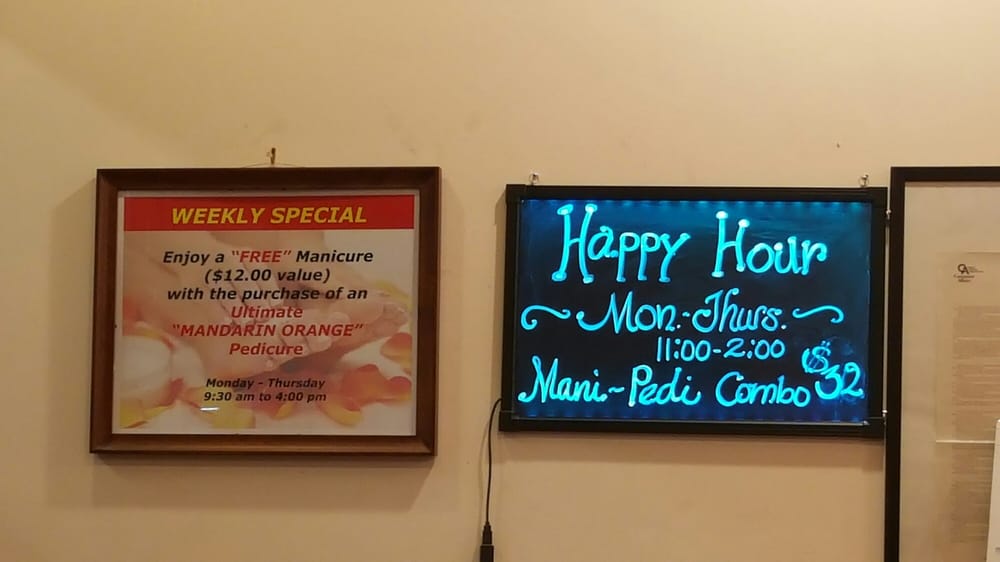 WEEKLY SPECIAL
Enjoy a "FREE" Manicure
($12.00 value)
with the purchase of an
Ultimate
"MANDARIN ORANGE"
Pedicure
Monday - Thursday
9:30 am to 4:00 pm
Happy Hour
~ Mon.-Thurs. ~
11:00-2:00
Mani.~Pedi Combo $32